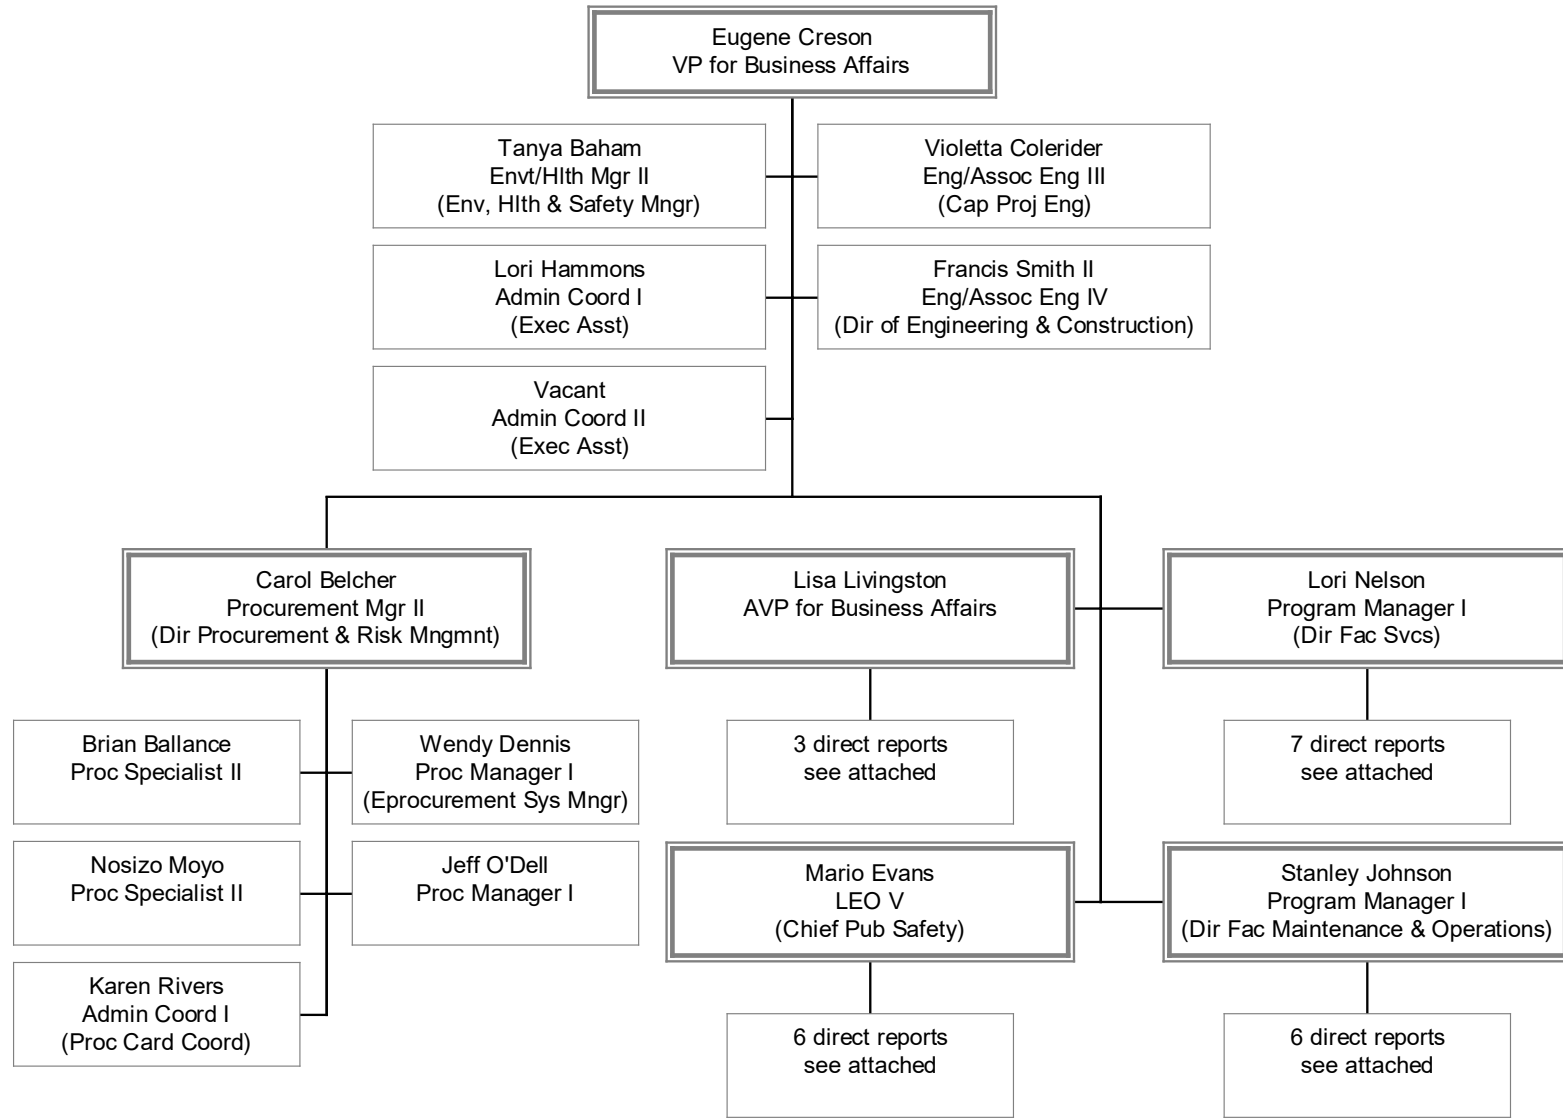 Eugene Creson
VP for Business Affairs
Tanya Baham
Envt/Hlth Mgr II
(Env, Hlth & Safety Mngr)
Violetta Colerider
Eng/Assoc Eng III
(Cap Proj Eng)
Lori Hammons
Admin Coord I
(Exec Asst)
Francis Smith II
Eng/Assoc Eng IV
(Dir of Engineering & Construction)
Vacant
Admin Coord II
(Exec Asst)
Carol Belcher
Procurement Mgr II
(Dir Procurement & Risk Mngmnt)
Lisa Livingston
AVP for Business Affairs
Lori Nelson
Program Manager I
(Dir Fac Svcs)
Brian Ballance
Proc Specialist II
Wendy Dennis
Proc Manager I
(Eprocurement Sys Mngr)
3 direct reports
see attached
7 direct reports
see attached
Nosizo Moyo
Proc Specialist II
Jeff O'Dell
Proc Manager I
Mario Evans
LEO V
(Chief Pub Safety)
Stanley Johnson
Program Manager I
(Dir Fac Maintenance & Operations)
Karen Rivers
Admin Coord I
(Proc Card Coord)
6 direct reports
see attached
6 direct reports
see attached